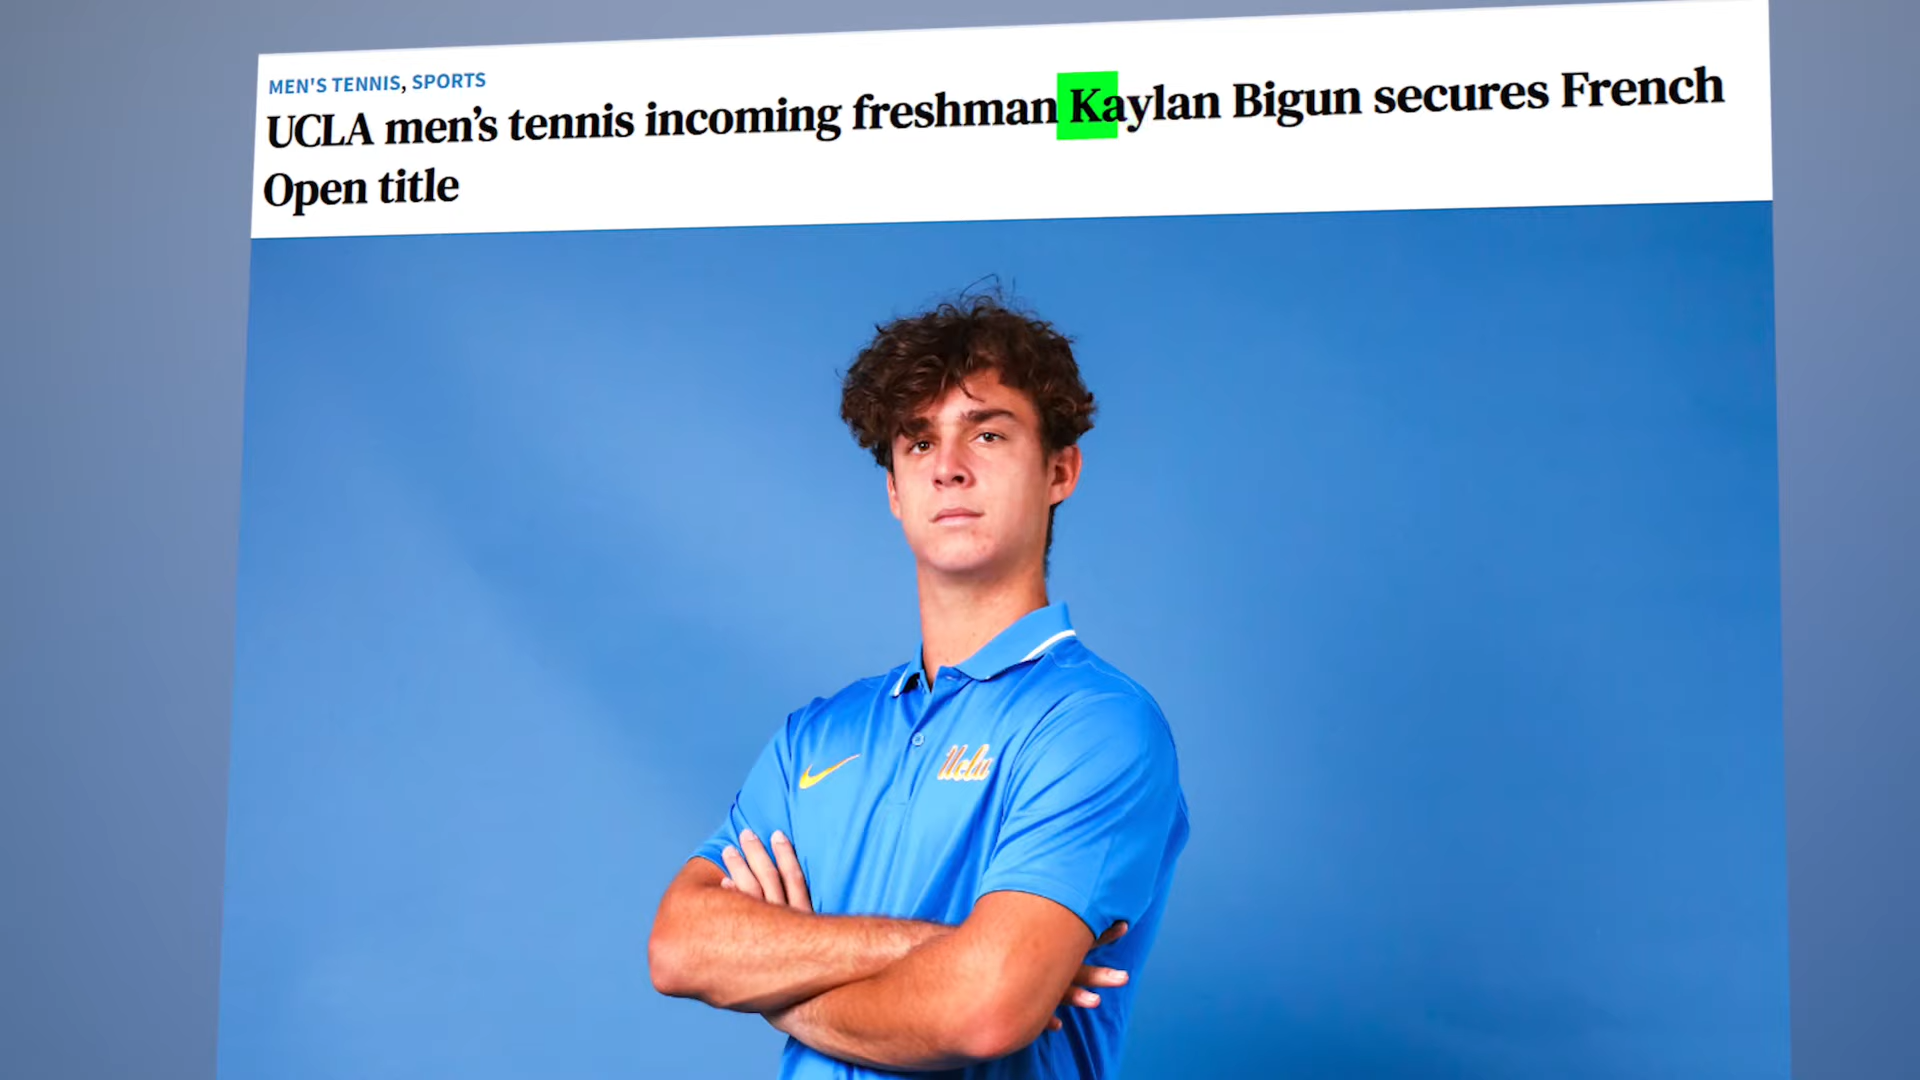 MEN'S TENNIS, SPORTS
UCLA men’s tennis incoming freshman Kaylan Bigun secures French
Open title
Ucla